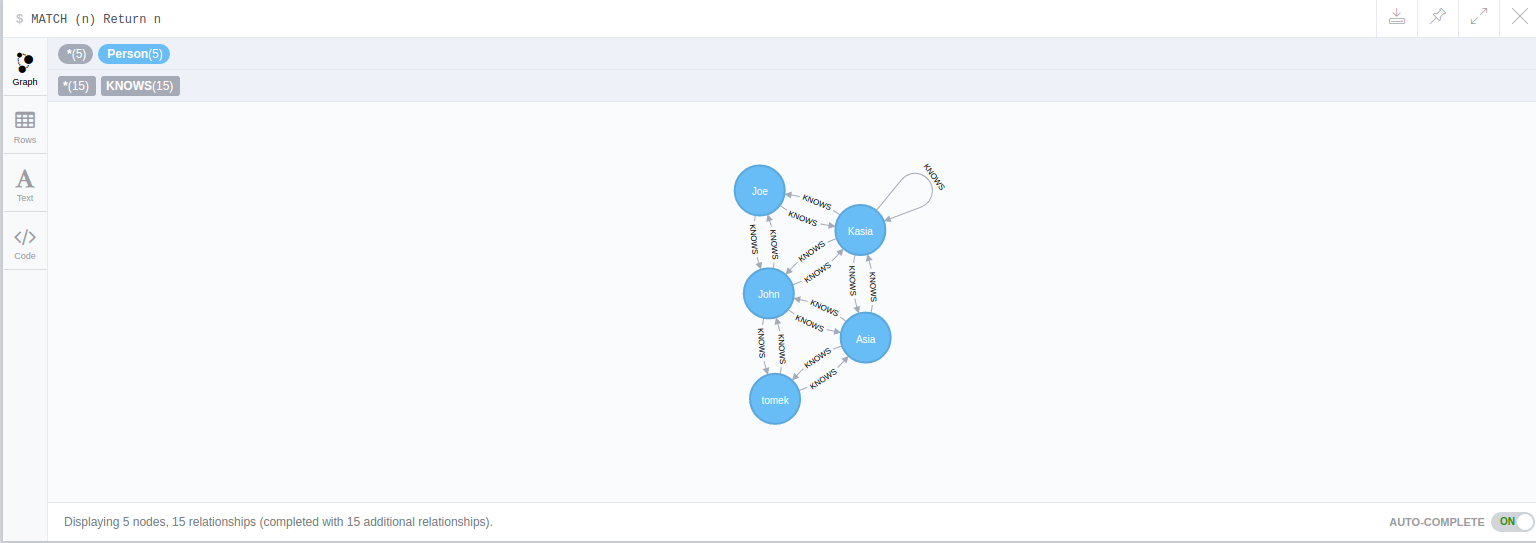 $ MATCH (n) Return n
*(5) Person(5)
Graph
*(15) KNOWS(15)
Rows
Text
Code
KNOWS
Joe
KNOWS
KNOWS
Kasia
KNOWS
KNOWS
KNOWS
KNOWS
John
KNOWS
KNOWS
KNOWS
KNOWS
Asia
KNOWS
KNOWS
KNOWS
KNOWS
tomek
Displaying 5 nodes, 15 relationships (completed with 15 additional relationships).
AUTO-COMPLETE ON